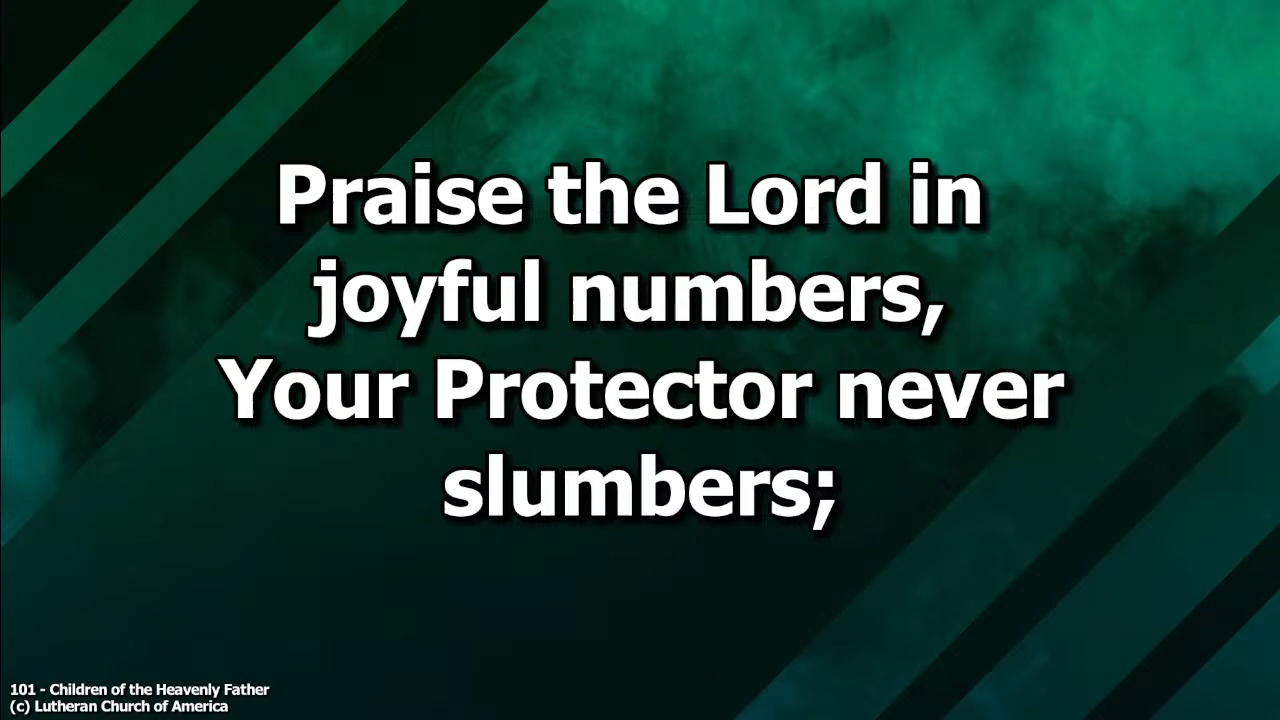 Praise the Lord in
joyful numbers,
Your Protector never
slumbers;
101 - Children of the Heavenly Father
(c) Lutheran Church of America